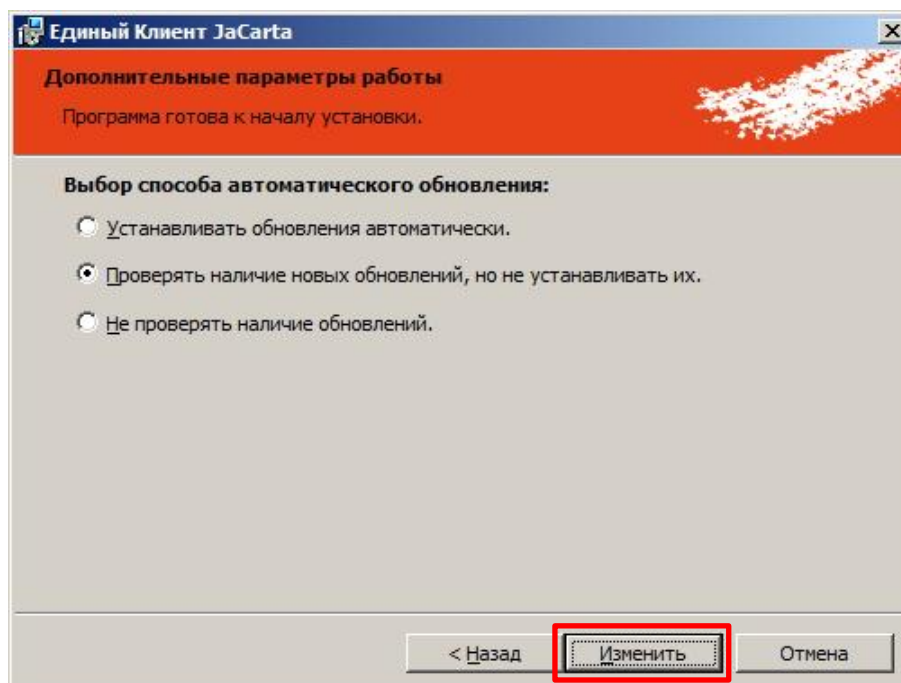 Единый Клиент JaCarta
Дополнительные параметры работы
Программа готова к началу установки.
Выбор способа автоматического обновления:
Устанавливать обновления автоматически.
Проверять наличие новых обновлений, но не устанавливать их.
Не проверять наличие обновлений.
< Назад Изменить Отмена